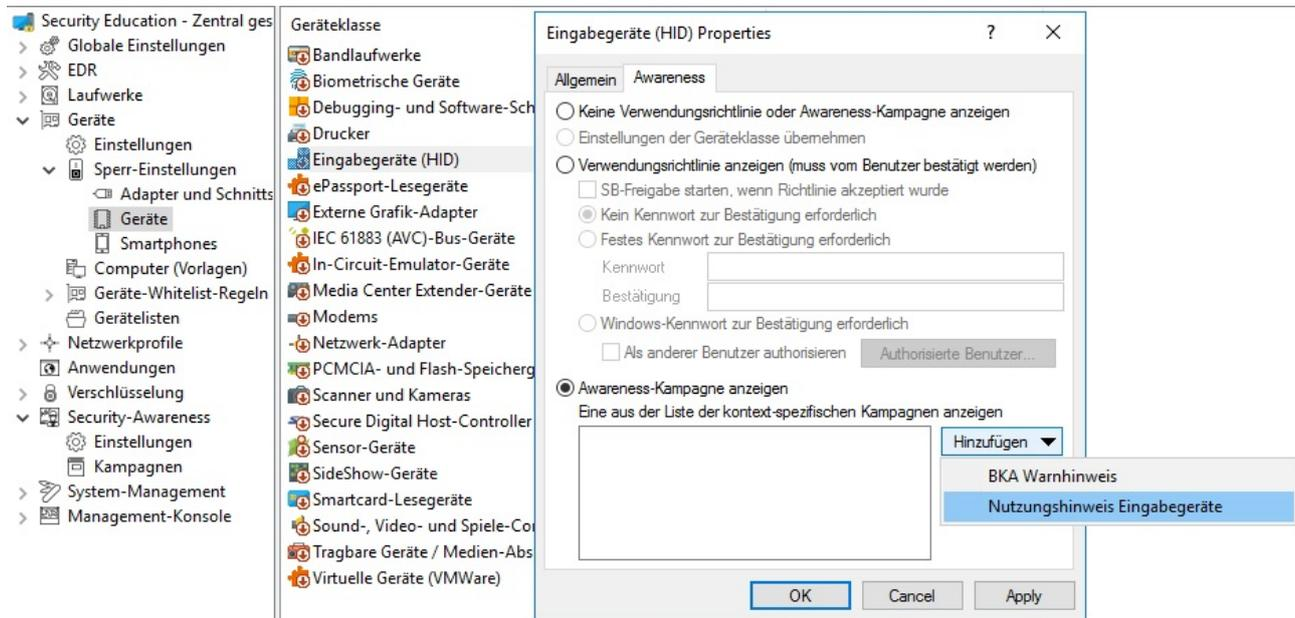 Security Education - Zentral ges
Globale Einstellungen
EDR
Laufwerke
Geräte
Einstellungen
Sperr-Einstellungen
Adapter und Schnitts
Geräte
Smartphones
Computer (Vorlagen)
Geräte-Whitelist-Regeln
Gerätelisten
Netzwerkprofile
Anwendungen
Verschlüsselung
Security-Awareness
Einstellungen
Kampagnen
System-Management
Management-Konsole
Geräteklasse
Bandlaufwerke
Biometrische Geräte
Debugging- und Software-Sch
Drucker
Eingabegeräte (HID)
ePassport-Lesegeräte
Externe Grafik-Adapter
IEC 61883 (AVC)-Bus-Geräte
In-Circuit-Emulator-Geräte
Media Center Extender-Geräte
Modems
Netzwerk-Adapter
PCMCIA- und Flash-Speicherg
Scanner und Kameras
Secure Digital Host-Controller
Sensor-Geräte
SideShow-Geräte
Smartcard-Lesegeräte
Sound-, Video- und Spiele-Co
Tragbare Geräte / Medien-Abs
Virtuelle Geräte (VMWare)
Eingabegeräte (HID) Properties ?
Allgemein Awareness
Keine Verwendungsrichtlinie oder Awareness-Kampagne anzeigen
Einstellungen der Geräteklasse übernehmen
Verwendungsrichtlinie anzeigen (muss vom Benutzer bestätigt werden)
SB-Freigabe starten, wenn Richtlinie akzeptiert wurde
Kein Kennwort zur Bestätigung erforderlich
Festes Kennwort zur Bestätigung erforderlich
Kennwort
Bestätigung
Windows-Kennwort zur Bestätigung erforderlich
Als anderer Benutzer authorisieren Authorisierte Benutzer...
Awareness-Kampagne anzeigen
Eine aus der Liste der kontext-spezifischen Kampagnen anzeigen
Hinzufügen
BKA Warnhinweis
Nutzungshinweis Eingabegeräte
OK Cancel Apply